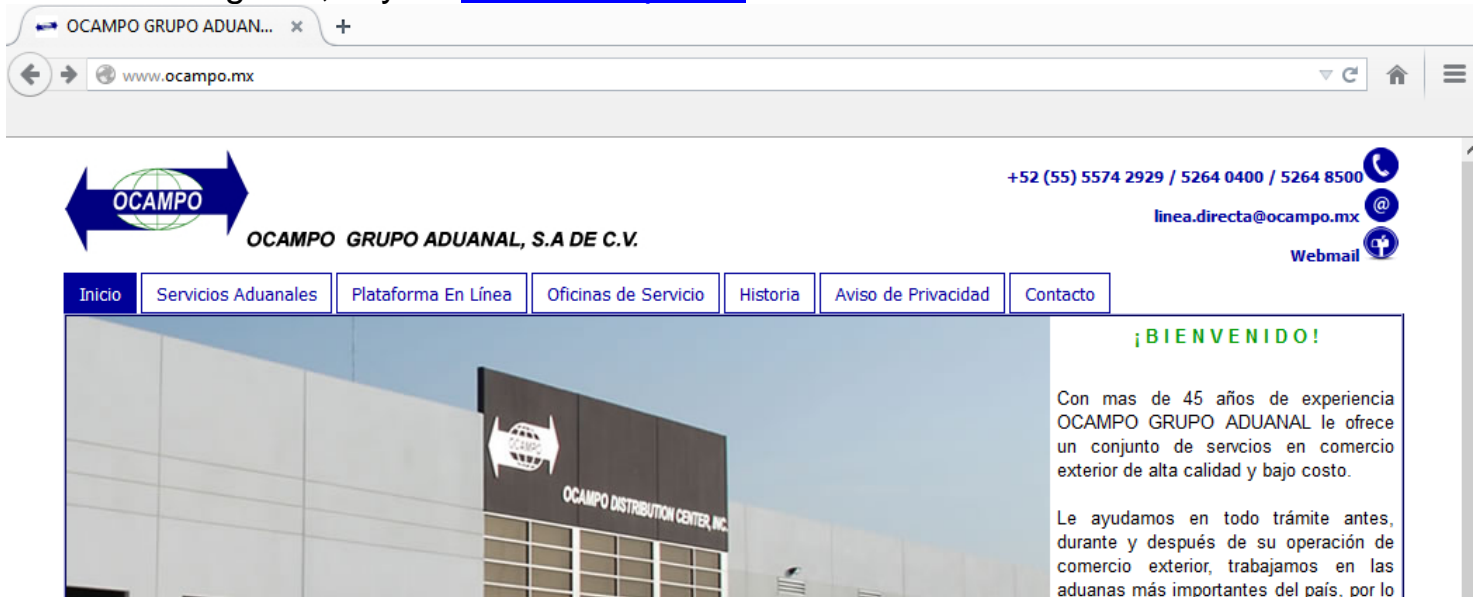 OCAMPO GRUPO ADUAN...
www.ocampo.mx
OCAMPO
OCAMPO GRUPO ADUANAL, S.A DE C.V.
+52 (55) 5574 2929 / 5264 0400 / 5264 8500
@
linea.directa@ocampo.mx
Webmail
Inicio
Servicios Aduanales
Plataforma En Línea
Oficinas de Servicio
Historia
Aviso de Privacidad
Contacto
OCAMPO
OCAMPO DISTRIBUTION CENTER, INC.
¡BIENVENIDO!
Con mas de 45 años de experiencia
OCAMPO GRUPO ADUANAL le ofrece
un conjunto de servcios en comercio
exterior de alta calidad y bajo costo.
Le ayudamos en todo trámite antes,
durante y después de su operación de
comercio exterior, trabajamos en las
aduanas más importantes del país, por lo